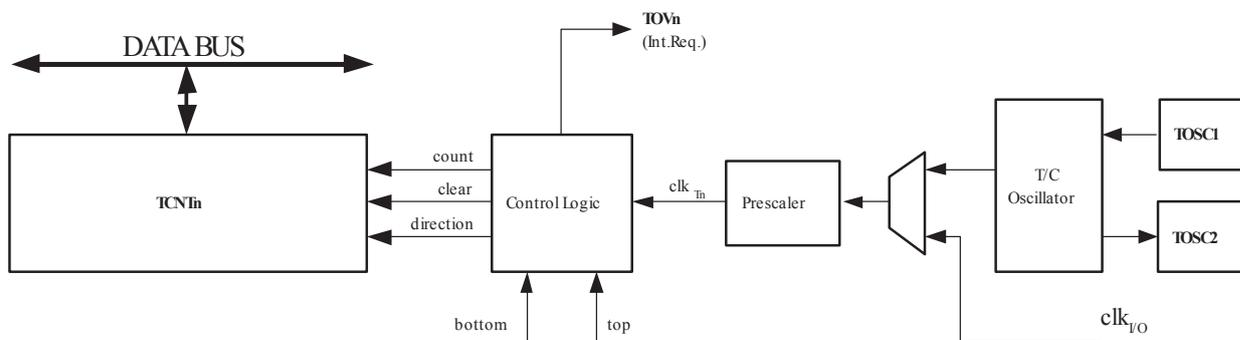 TOVn
(Int.Req.)
DATA BUS
TOSC1
count
clear
direction
TCNTn
Control Logic
clk Tn
Prescaler
T/C
Oscillator
TOSC2
bottom
top
clk I/O